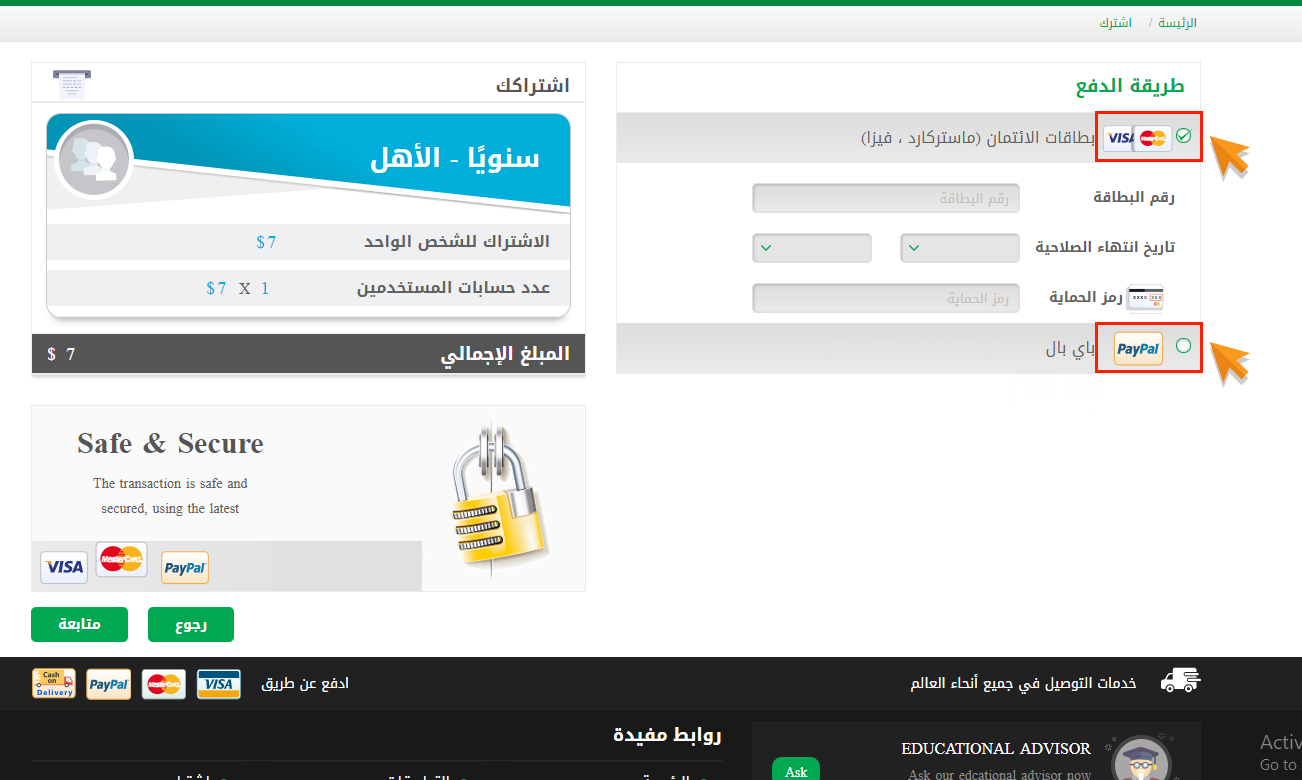 الرئيسة / اشترك
طريقة الدفع
VISA MasterCard بطاقات الائتمان (ماستركارد ، فيزا)
رقم البطاقة رقم البطاقة
تاريخ انتهاء الصلاحية
رمز الحماية رمز الحماية
PayPal باي بال
اشتراكك
سنويًا - الأهل
الاشتراك للشخص الواحد 7$
عدد حسابات المستخدمين 1 X 7$
المبلغ الإجمالي 7 $
Safe & Secure
The transaction is safe and
secured, using the latest
VISA MasterCard PayPal
متابعة رجوع
خدمات التوصيل في جميع أنحاء العالم
ادفع عن طريق VISA MasterCard PayPal Cash on Delivery
روابط مفيدة
EDUCATIONAL ADVISOR
Ask our edcational advisor now
Ask
Activ
Go to